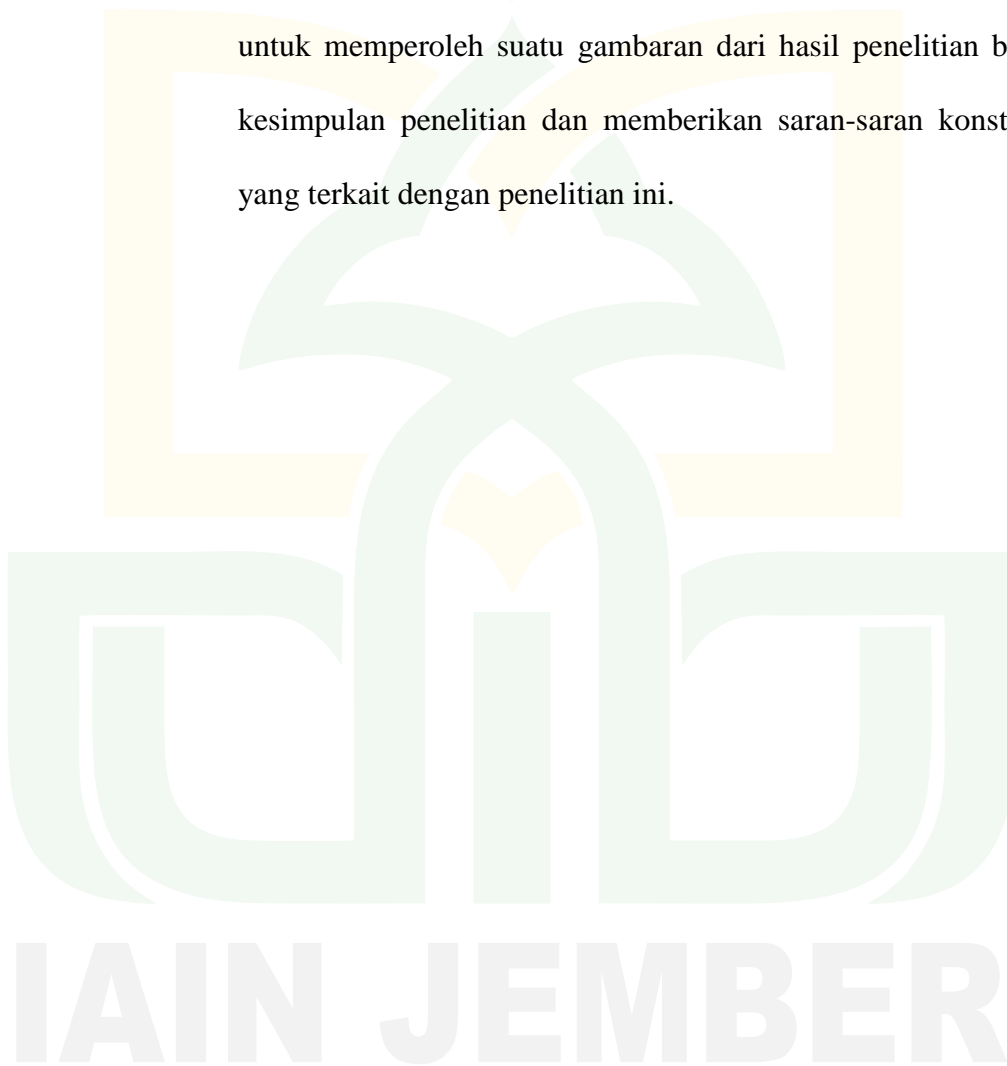 untuk memperoleh suatu gambaran dari hasil penelitian b
kesimpulan penelitian dan memberikan saran-saran konst
yang terkait dengan penelitian ini.
IAIN JEMBER